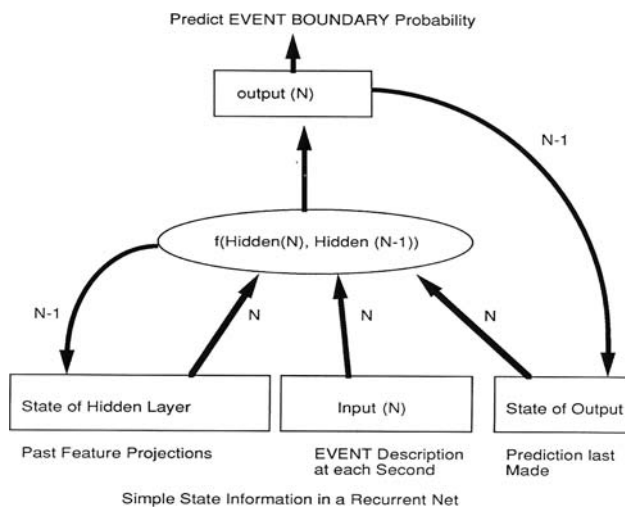 Predict EVENT BOUNDARY Probability
output (N)
N-1
f(Hidden(N), Hidden (N-1))
N-1
N
N
N
State of Hidden Layer
Input (N)
State of Output
Past Feature Projections
EVENT Description
at each Second
Prediction last
Made
Simple State Information in a Recurrent Net